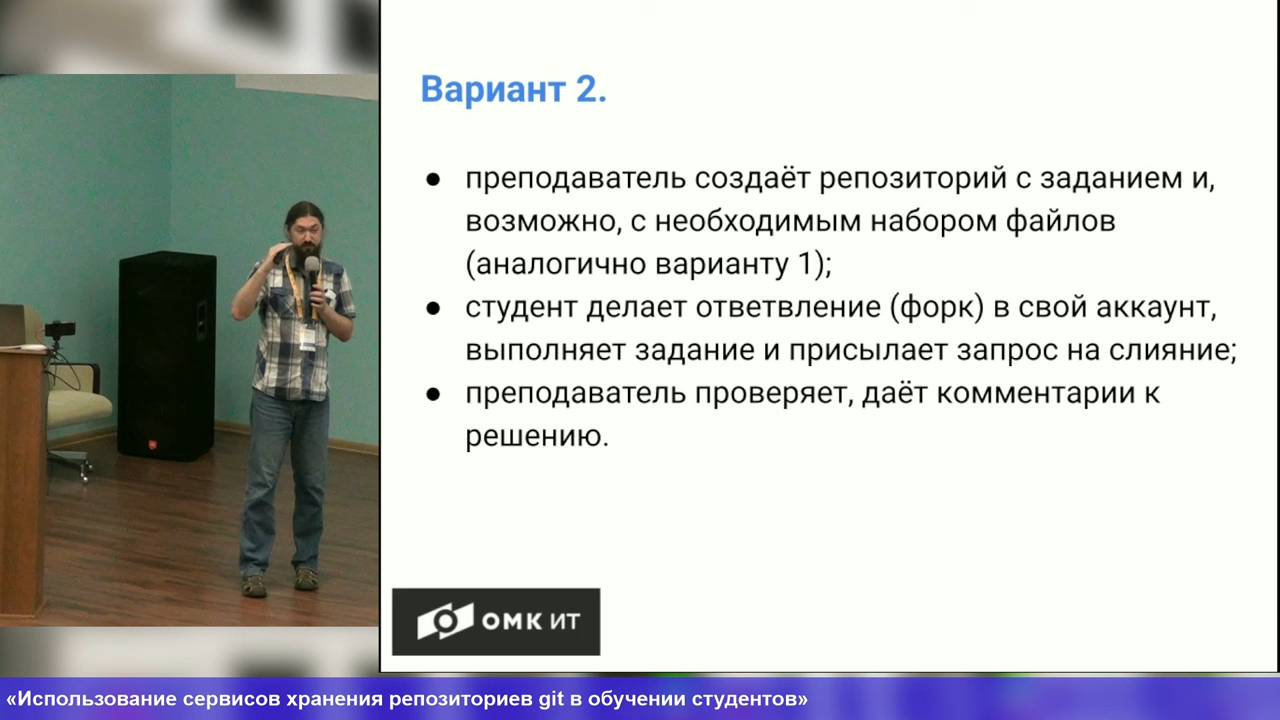 Вариант 2.
● преподаватель создаёт репозиторий с заданием и,
возможно, с необходимым набором файлов
(аналогично варианту 1);
● студент делает ответвление (форк) в свой аккаунт,
выполняет задание и присылает запрос на слияние;
● преподаватель проверяет, даёт комментарии к
решению.
ОМК ИТ
«Использование сервисов хранения репозиториев git в обучении студентов»